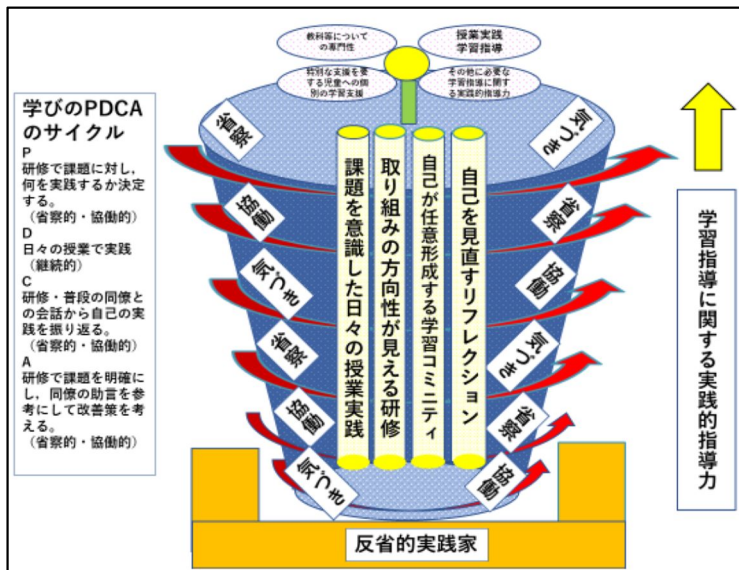 教科等について
の専門性
授業実践
学習指導
特別な支援を要
する児童への個
別の学習支援
その他に必要な
学習指導に関す
る実践的指導力
学びのPDCA
のサイクル
P
研修で課題に対し,
何を実践するか決定
する。
（省察的・協働的）
D
日々の授業で実践
（継続的）
C
研修・普段の同僚と
の会話から自己の実
践を振り返る。
（省察的・協働的）
A
研修で課題を明確に
し,同僚の助言を参
考にして改善策を考
える。
（省察的・協働的）
省察
協働
気づき
省察
協働
気づき
課題を意識した日々の授業実践
取り組みの方向性が見える研修
自己が任意形成する学習コミニティ
自己を見直すリフレクション
気づき
省察
協働
気づき
省察
協働
学習指導に関する実践的指導力
反省的実践家